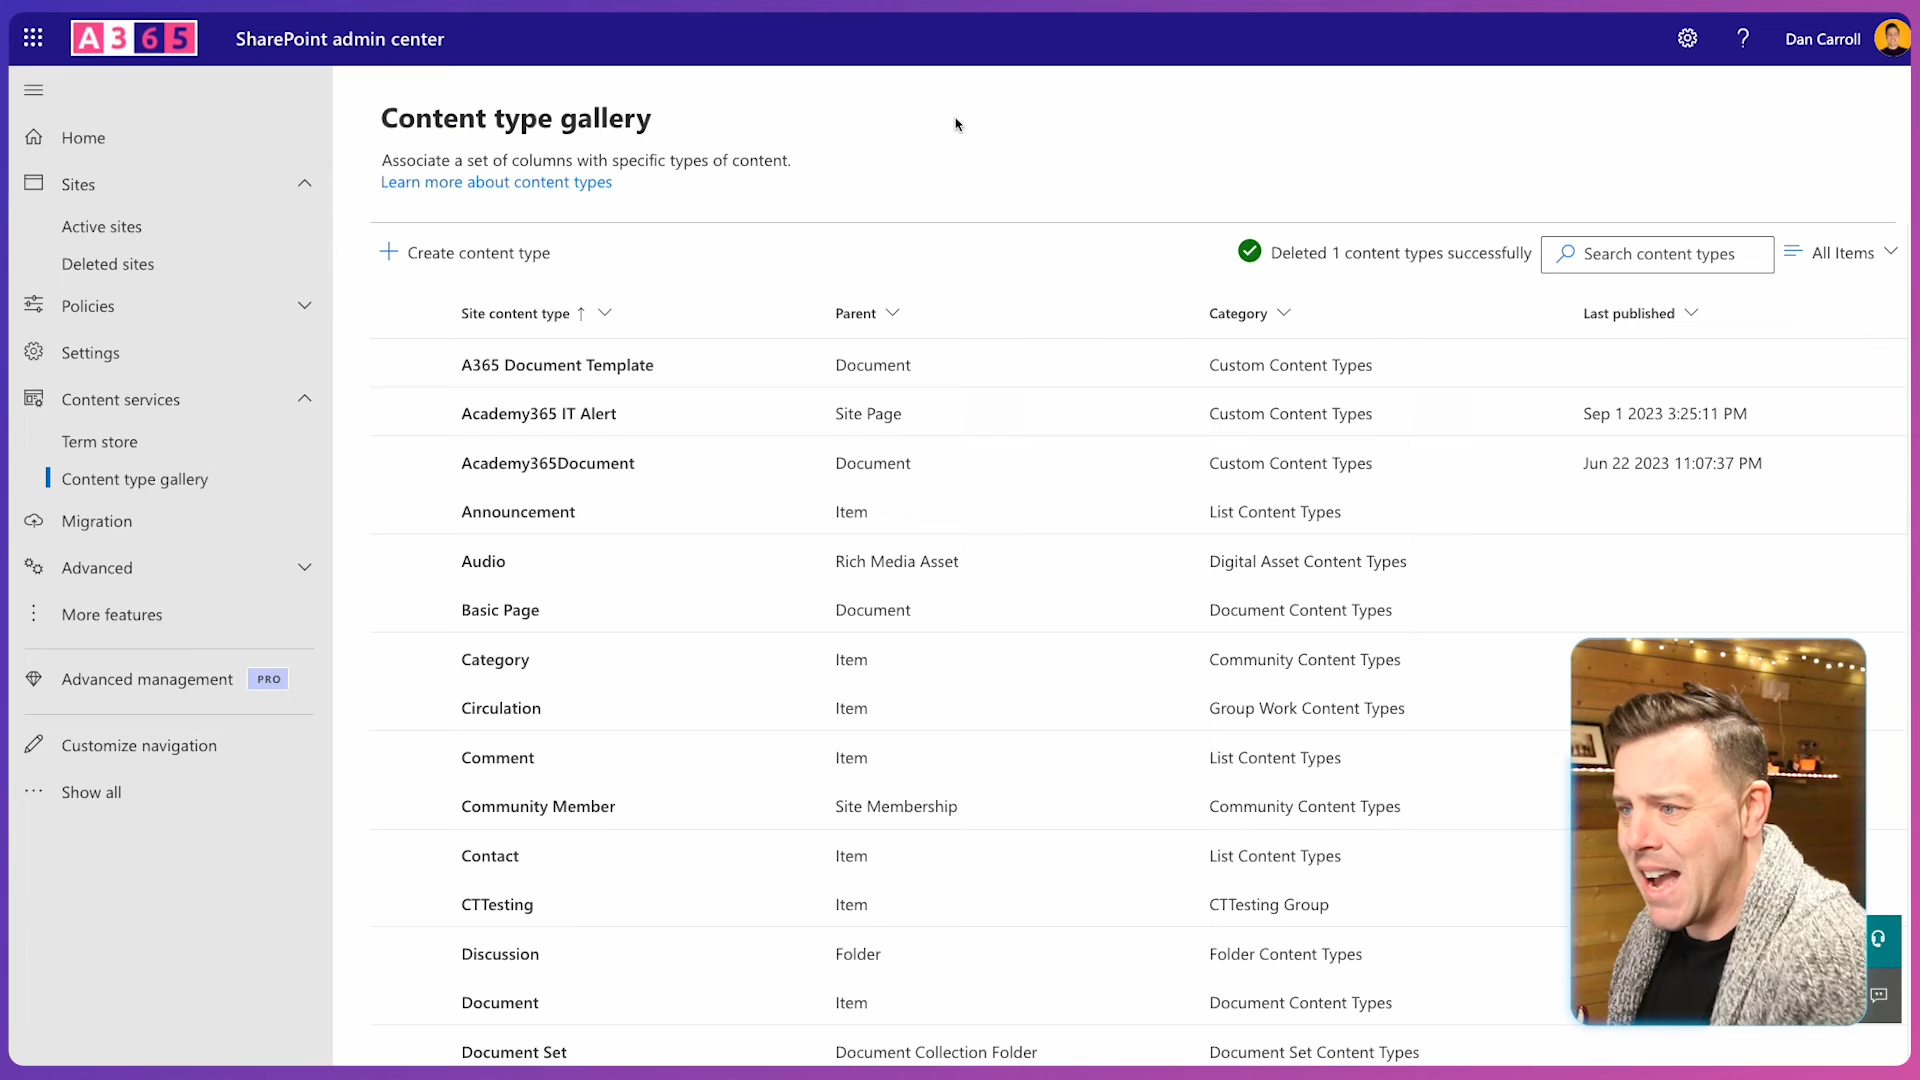 A365 SharePoint admin center ? Dan Carroll
Home
Sites
Active sites
Deleted sites
Policies
Settings
Content services
Term store
Content type gallery
Migration
Advanced
More features
Advanced management PRO
Customize navigation
Show all
Content type gallery
Associate a set of columns with specific types of content.
Learn more about content types
+ Create content type Deleted 1 content types successfully Search content types All Items
Site content type ↑ Parent Category Last published
A365 Document Template Document Custom Content Types
Academy365 IT Alert Site Page Custom Content Types Sep 1 2023 3:25:11 PM
Academy365Document Document Custom Content Types Jun 22 2023 11:07:37 PM
Announcement Item List Content Types
Audio Rich Media Asset Digital Asset Content Types
Basic Page Document Document Content Types
Category Item Community Content Types
Circulation Item Group Work Content Types
Comment Item List Content Types
Community Member Site Membership Community Content Types
Contact Item List Content Types
CTTesting Item CTTesting Group
Discussion Folder Folder Content Types
Document Item Document Content Types
Document Set Document Collection Folder Document Set Content Types